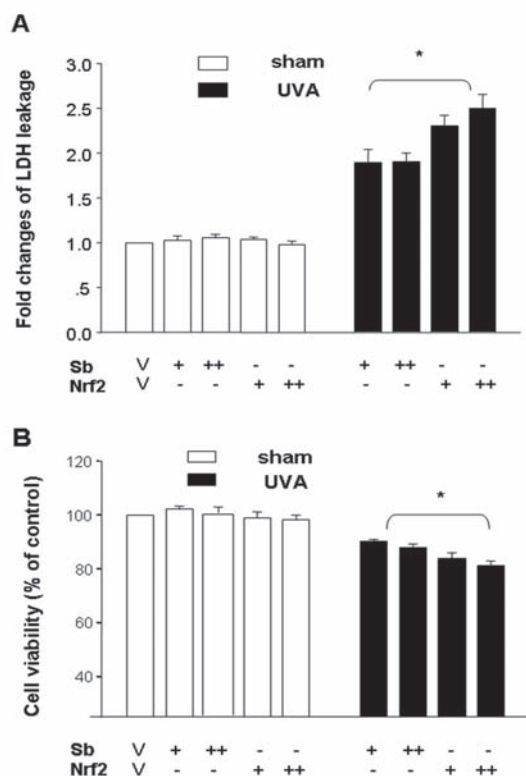 A
sham
UVA
*
Fold changes of LDH leakage
3.0
2.5
2.0
1.5
1.0
.5
0.0
Sb V + ++ - - + ++ - -
Nrf2 V - - + ++ - - + ++
B
sham
UVA
*
Cell viability (% of control)
120
100
80
60
40
20
Sb V + ++ - - + ++ - -
Nrf2 V - - + ++ - - + ++